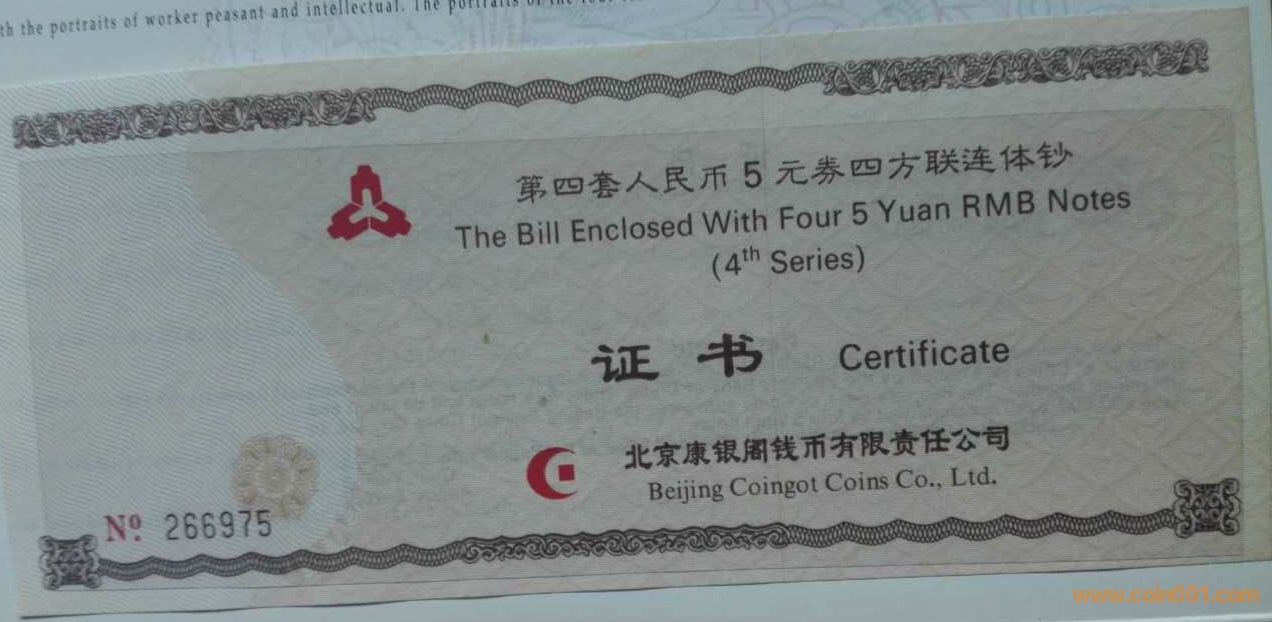 th the portraits of worker peasant and intellectual. The portraits of the four
第四套人民币5元券四方联连体钞
The Bill Enclosed With Four 5 Yuan RMB Notes
(4th Series)
证书 Certificate
北京康银阁钱币有限责任公司
Beijing Coingot Coins Co., Ltd.
Nº 266975
www.coin001.com